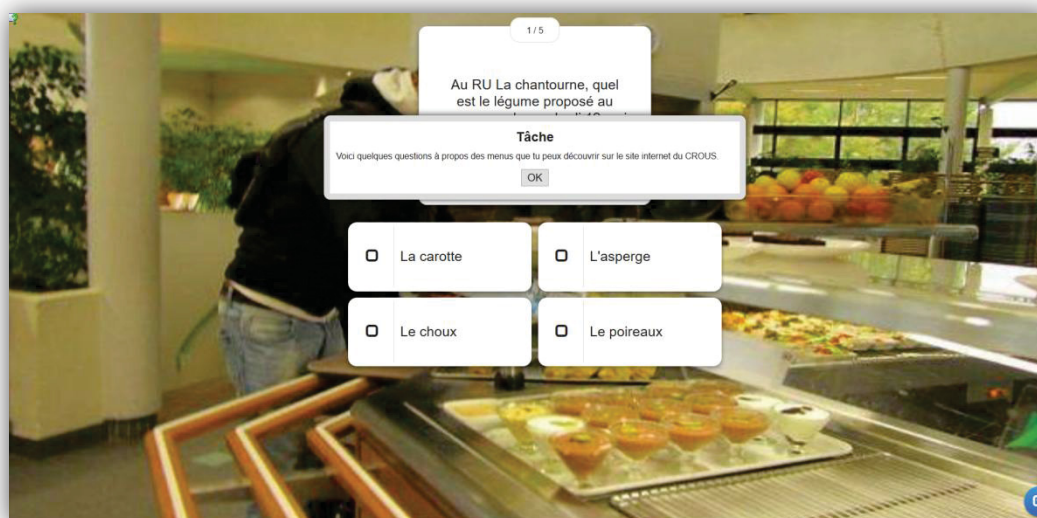 1 / 5
Au RU La chantourne, quel
est le légume proposé au
Tâche
Voici quelques questions à propos des menus que tu peux découvrir sur le site internet du CROUS.
OK
La carotte
L'asperge
Le choux
Le poireaux